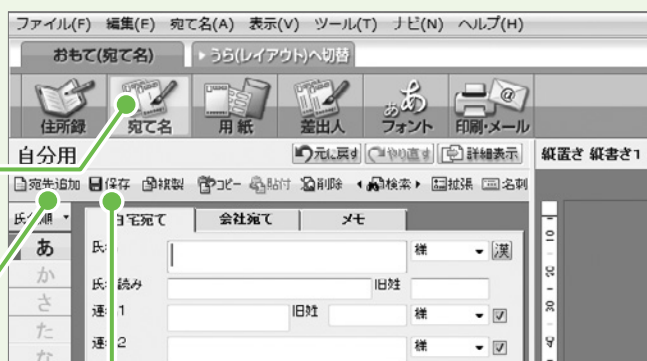 ファイル(F) 編集(E) 宛て名(A) 表示(V) ツール(T) ナビ(N) ヘルプ(H)
おもて(宛て名) うら(レイアウト)へ切替
住所録 宛て名 用紙 差出人 フォント 印刷・メール
自分用 元に戻す やり直す 詳細表示 縦置き 縦書き1
宛先追加 保存 複製 コピー 貼付 削除 検索 拡張 名刺
自宅宛て 会社宛て メモ
あ 様 漢
か 旧姓
さ 旧姓 様
た 様
な